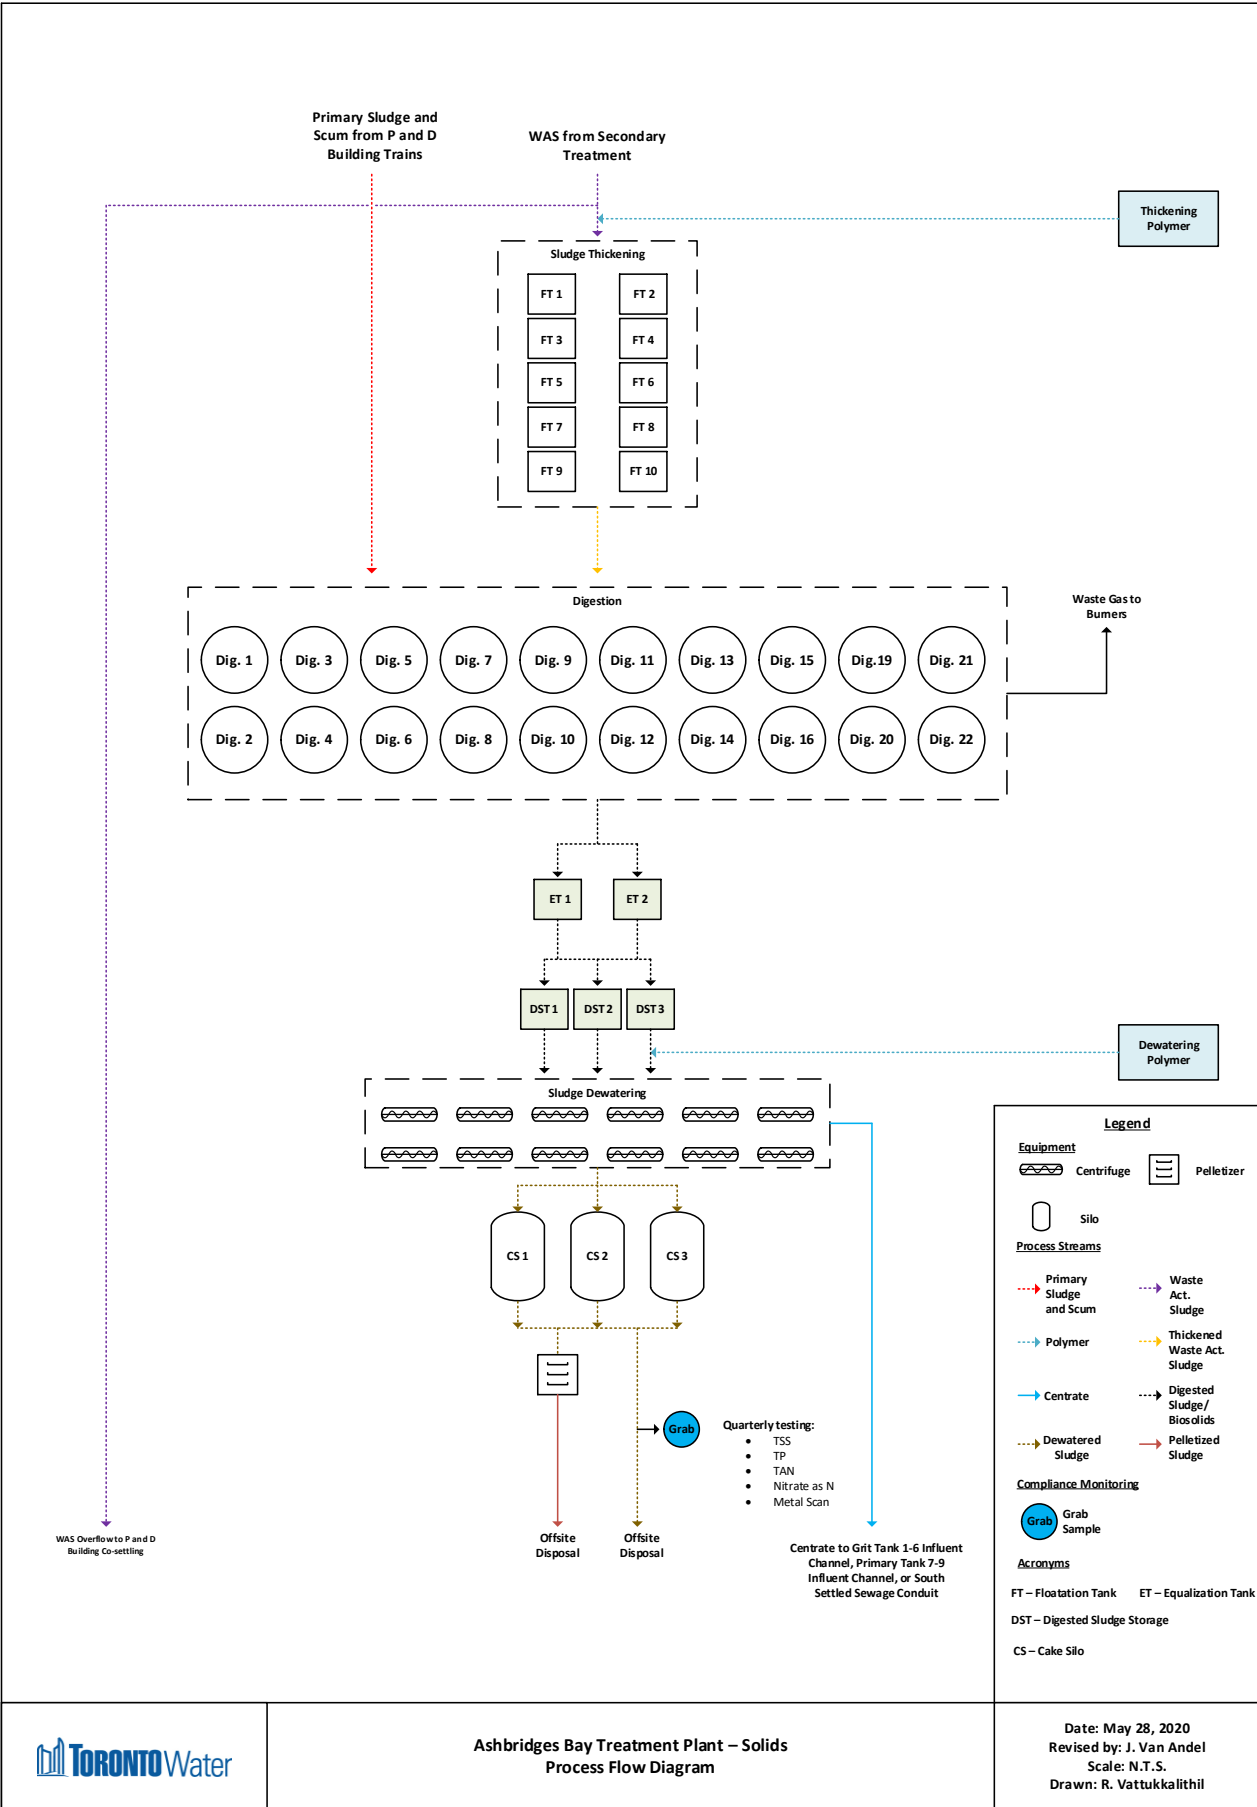 Primary Sludge and
Scum from P and D
Building Trains
WAS from Secondary
Treatment
Thickening
Polymer
Sludge Thickening
FT 1
FT 2
FT 3
FT 4
FT 5
FT 6
FT 7
FT 8
FT 9
FT 10
Digestion
Waste Gas to
Burners
Dig. 1
Dig. 3
Dig. 5
Dig. 7
Dig. 9
Dig. 11
Dig. 13
Dig. 15
Dig.19
Dig. 21
Dig. 2
Dig. 4
Dig. 6
Dig. 8
Dig. 10
Dig. 12
Dig. 14
Dig. 16
Dig. 20
Dig. 22
ET 1
ET 2
DST 1
DST 2
DST 3
Dewatering
Polymer
Sludge Dewatering
CS 1
CS 2
CS 3
Grab
Quarterly testing:
• TSS
• TP
• TAN
• Nitrate as N
• Metal Scan
WAS Overflow to P and D
Building Co-settling
Offsite
Disposal
Offsite
Disposal
Centrate to Grit Tank 1-6 Influent
Channel, Primary Tank 7-9
Influent Channel, or South
Settled Sewage Conduit
Legend
Equipment
Centrifuge
Pelletizer
Silo
Process Streams
Primary
Sludge
and Scum
Waste
Act.
Sludge
Polymer
Thickened
Waste Act.
Sludge
Centrate
Digested
Sludge/
Biosolids
Dewatered
Sludge
Pelletized
Sludge
Compliance Monitoring
Grab
Grab
Sample
Acronyms
FT – Floatation Tank
ET – Equalization Tank
DST – Digested Sludge Storage
CS – Cake Silo
TORONTO Water
Ashbridges Bay Treatment Plant – Solids
Process Flow Diagram
Date: May 28, 2020
Revised by: J. Van Andel
Scale: N.T.S.
Drawn: R. Vattukkalithil